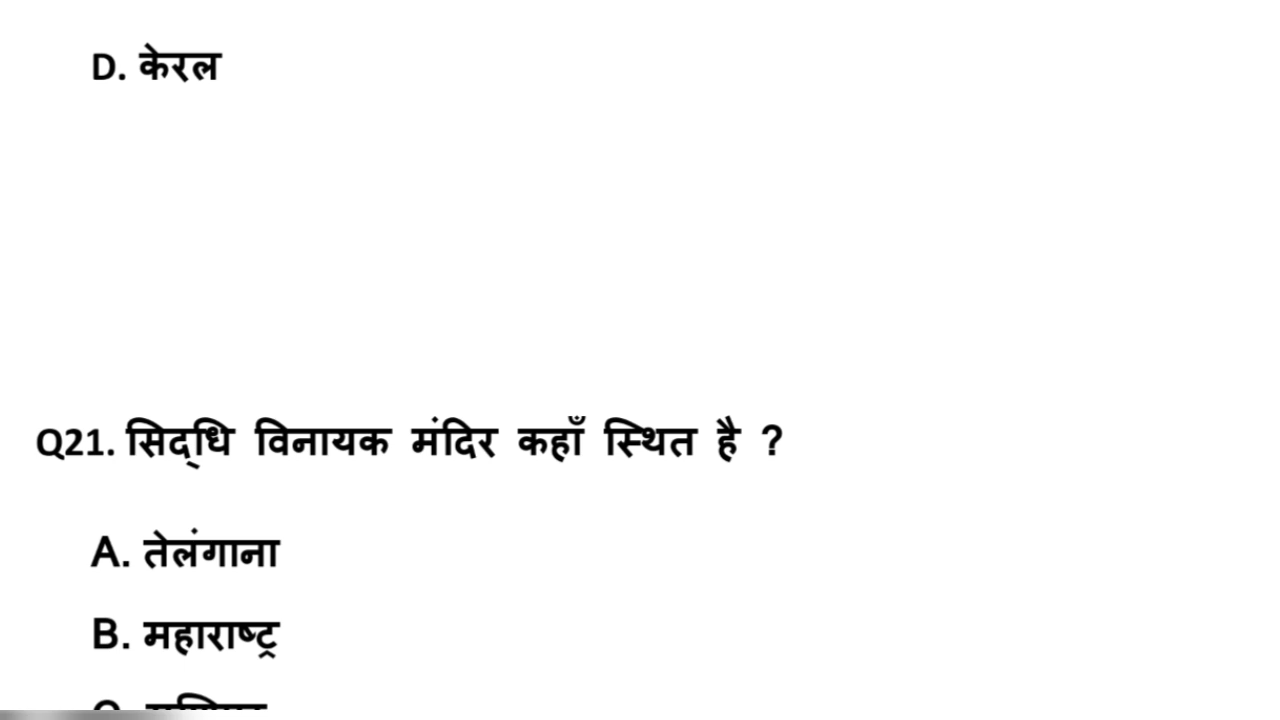 D. केरल
Q21. सिद्धि विनायक मंदिर कहाँ स्थित है ?
A. तेलंगाना
B. महाराष्ट्र